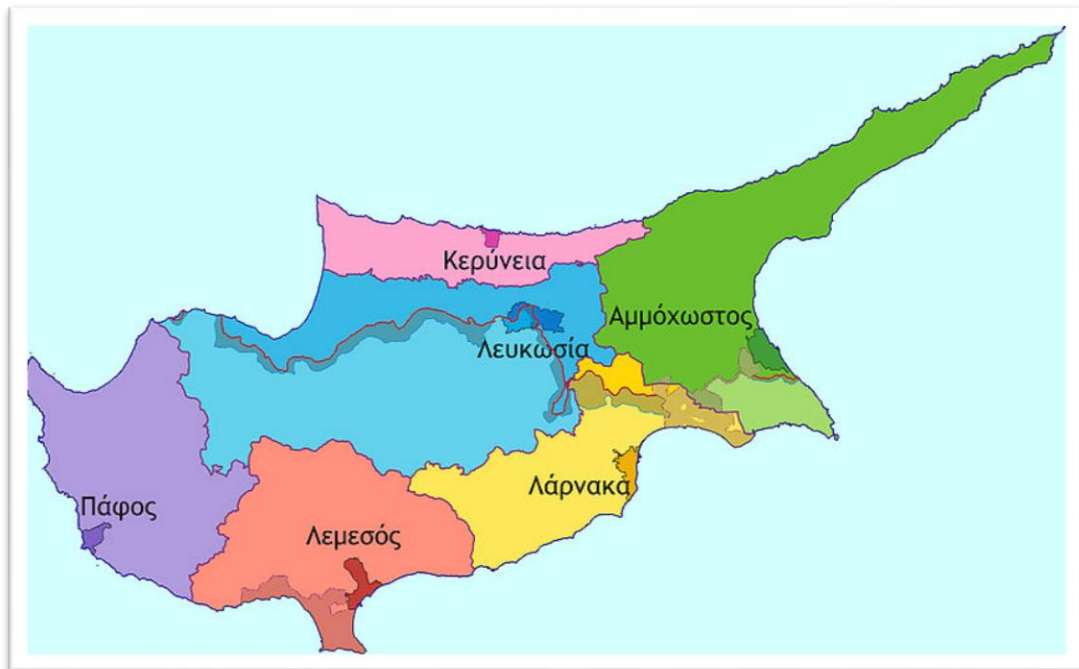 Κερύνεια
Αμμόχωστος
Λευκωσία
Λάρνακα
Πάφος
Λεμεσός